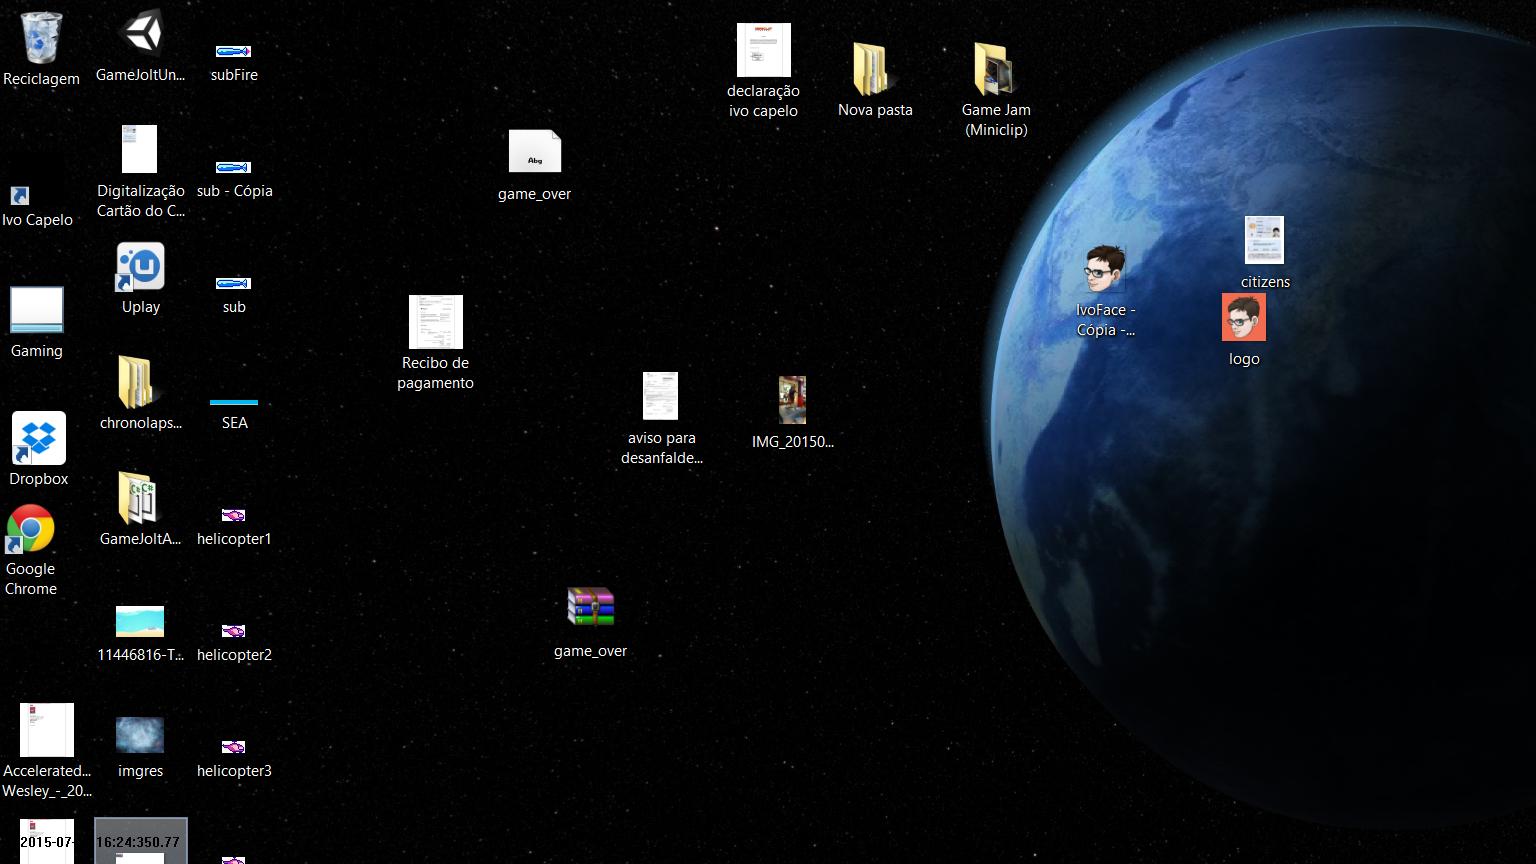 Reciclagem
GameJoltUn...
subFire
declaração
ivo capelo
Nova pasta
Game Jam
(Miniclip)
Ivo Capelo
Digitalização
Cartão do C...
sub - Cópia
Abg
game_over
Gaming
Uplay
sub
Recibo de
pagamento
IvoFace -
Cópia -...
citizens
logo
Dropbox
chronolaps...
SEA
aviso para
desanfalde...
IMG_20150...
Google
Chrome
GameJoltA...
helicopter1
11446816-T...
helicopter2
game_over
Accelerated...
Wesley_-_20...
imgres
helicopter3
2015-07-
16:24:350.77